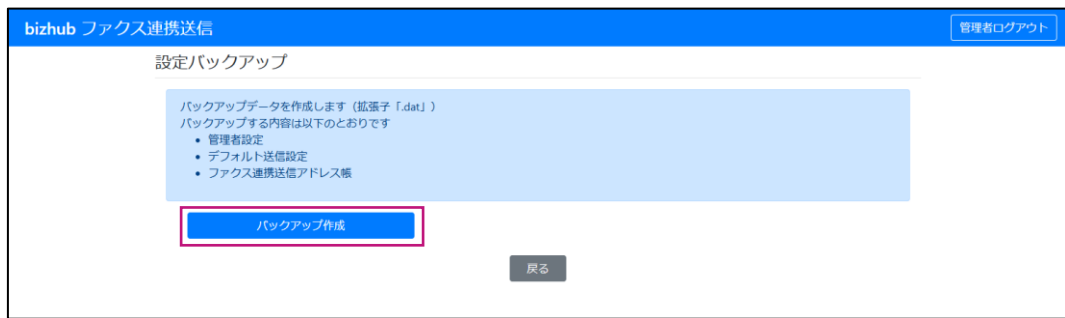 bizhub ファクス連携送信
管理者ログアウト
設定バックアップ
バックアップデータを作成します（拡張子「.dat」）
バックアップする内容は以下のとおりです
• 管理者設定
• デフォルト送信設定
• ファクス連携送信アドレス帳
バックアップ作成
戻る